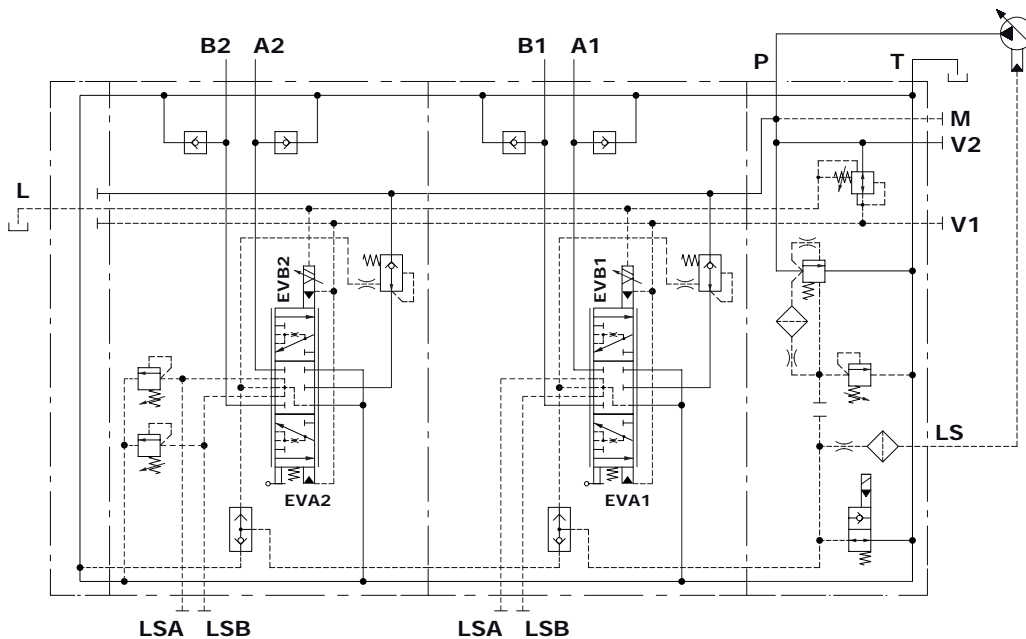 B2 A2 B1 A1 P T
M
V2
L
V1
EVB2 EVB1
LS
EVA2 EVA1
LSA LSB LSA LSB